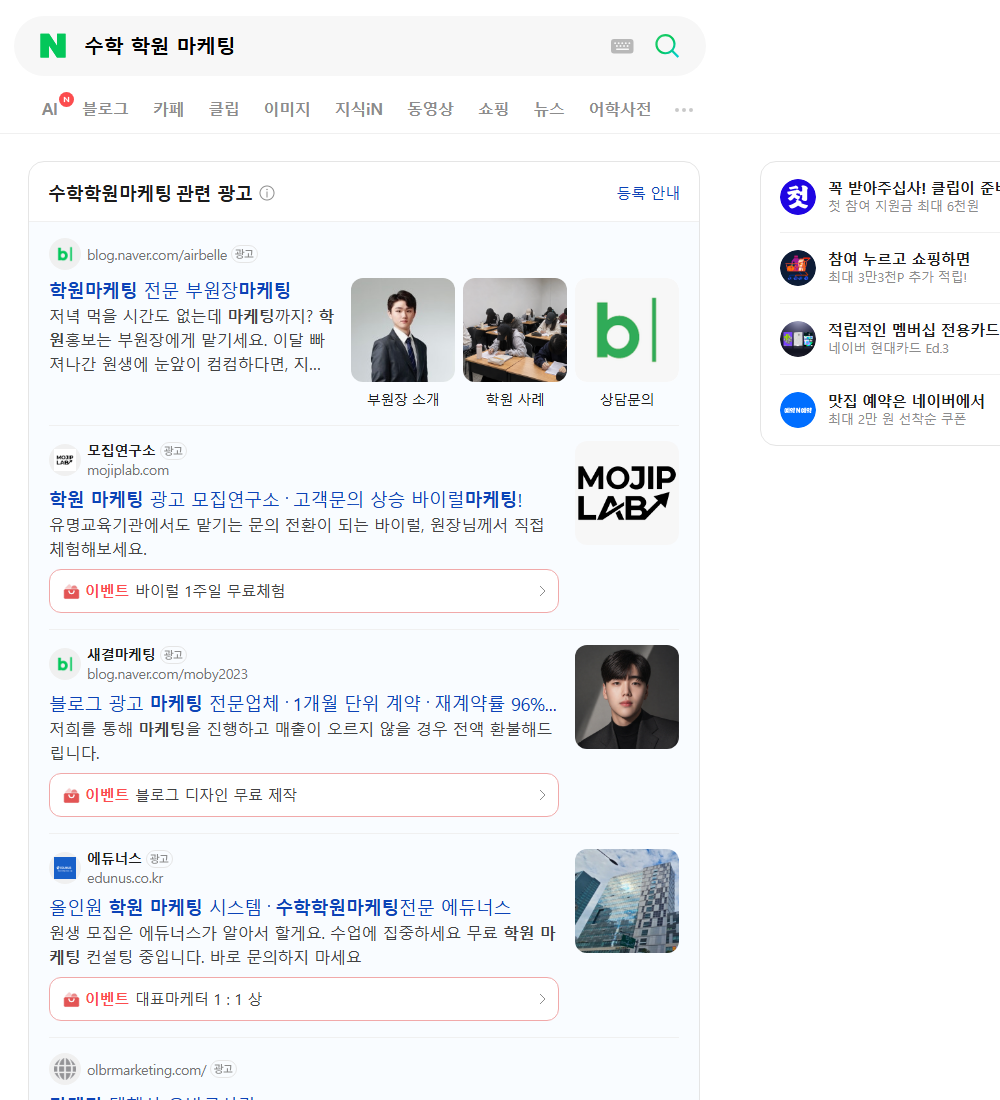 N 수학 학원 마케팅
AI N 블로그 카페 클립 이미지 지식iN 동영상 쇼핑 뉴스 어학사전
수학학원마케팅 관련 광고 등록 안내
b| blog.naver.com/airbelle 광고
학원마케팅 전문 부원장마케팅
저녁 먹을 시간도 없는데 마케팅까지? 학
원홍보는 부원장에게 맡기세요. 이달 빠
져나간 원생에 눈앞이 컴컴하다면, 지...
b|
부원장 소개 학원 사례 상담문의
모집연구소 광고
MOJIP LAB
mojiplab.com
학원 마케팅 광고 모집연구소 · 고객문의 상승 바이럴마케팅!
유명교육기관에서도 맡기는 문의 전환이 되는 바이럴, 원장님께서 직접
체험해보세요.
MOJIP
LAB
이벤트 바이럴 1주일 무료체험
새결마케팅 광고
b| blog.naver.com/moby2023
블로그 광고 마케팅 전문업체 · 1개월 단위 계약 · 재계약률 96%...
저희를 통해 마케팅을 진행하고 매출이 오르지 않을 경우 전액 환불해드
립니다.
이벤트 블로그 디자인 무료 제작
에듀너스 광고
edunus.co.kr
올인원 학원 마케팅 시스템 · 수학학원마케팅전문 에듀너스
원생 모집은 에듀너스가 알아서 할게요. 수업에 집중하세요 무료 학원 마
케팅 컨설팅 중입니다. 바로 문의하지 마세요
이벤트 대표마케터 1 : 1 상
olbrmarketing.com/ 광고
첫
꼭 받아주십사! 클립이 준
첫 참여 지원금 최대 6천원
참여 누르고 쇼핑하면
최대 3만3천P 추가 적립!
적립적인 멤버십 전용카드
네이버 현대카드 Ed.3
맛집 예약은 네이버에서
최대 2만 원 선착순 쿠폰